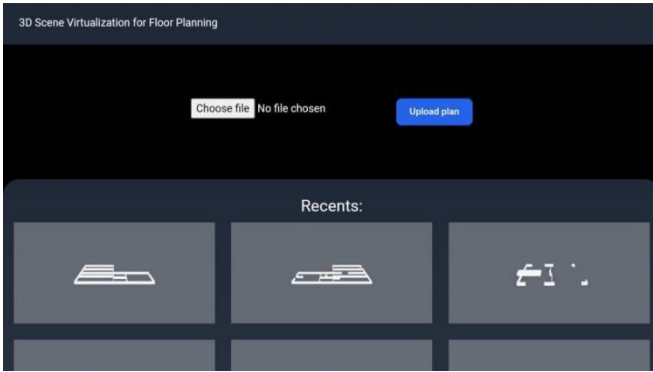 3D Scene Virtualization for Floor Planning
Choose file No file chosen
Upload plan
Recents: